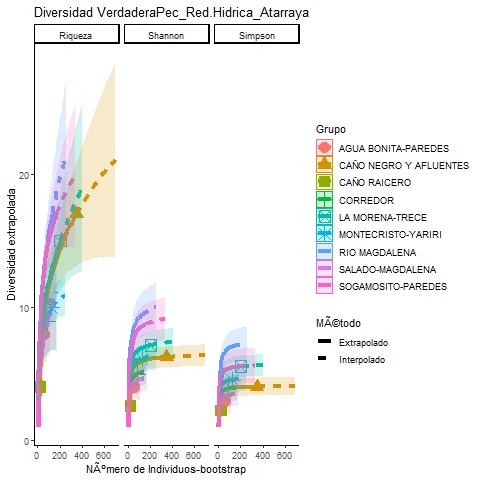 Diversidad VerdaderaPec_Red.Hidrica_Atarraya
Riqueza
Shannon
Simpson
Diversidad extrapolada
20
10
0
0 200 400 600
0 200 400 600
0 200 400 600
NÃºmero de Individuos-bootstrap
Grupo
AGUA BONITA-PAREDES
CAÑO NEGRO Y AFLUENTES
CAÑO RAICERO
CORREDOR
LA MORENA-TRECE
MONTECRISTO-YARIRI
RIO MAGDALENA
SALADO-MAGDALENA
SOGAMOSITO-PAREDES
MÃ©todo
Extrapolado
Interpolado